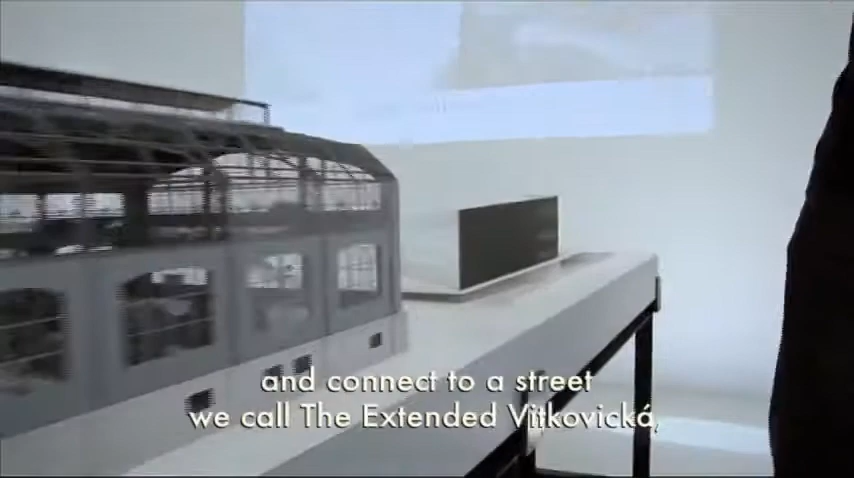 and connect to a street
we call The Extended Vítkovická,